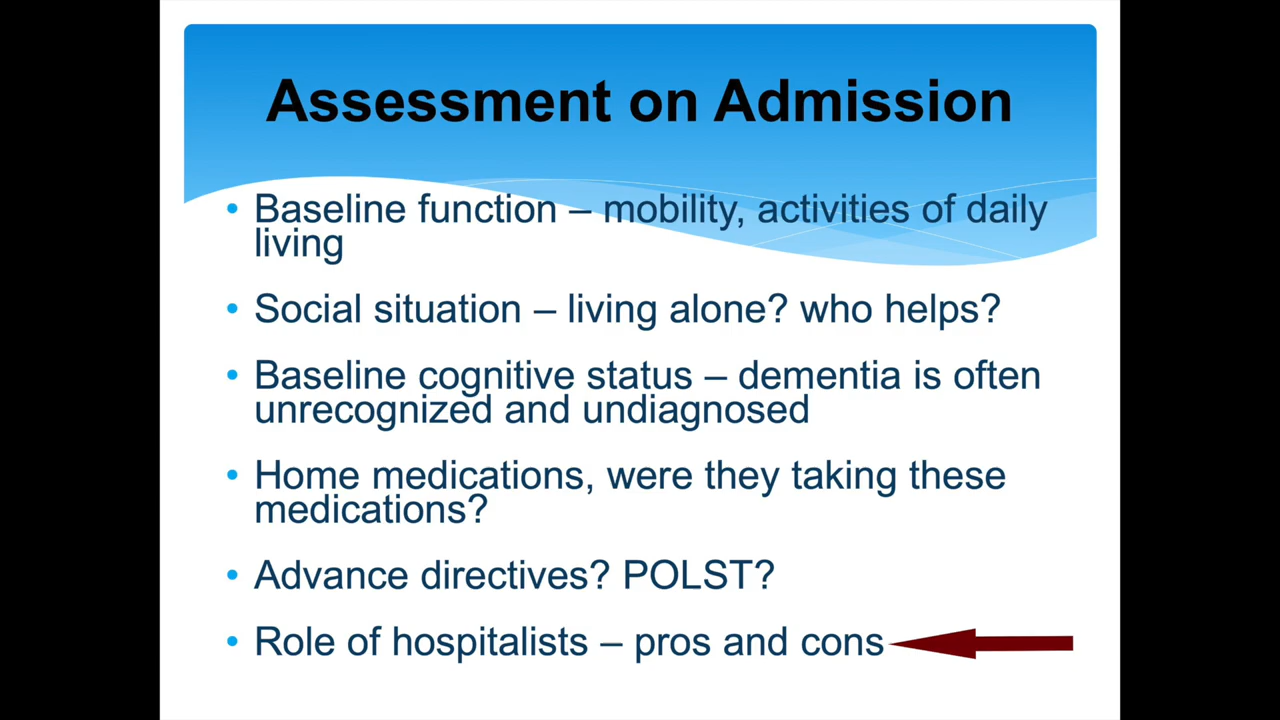 Assessment on Admission
• Baseline function – mobility, activities of daily
living
• Social situation – living alone? who helps?
• Baseline cognitive status – dementia is often
unrecognized and undiagnosed
• Home medications, were they taking these
medications?
• Advance directives? POLST?
• Role of hospitalists – pros and cons